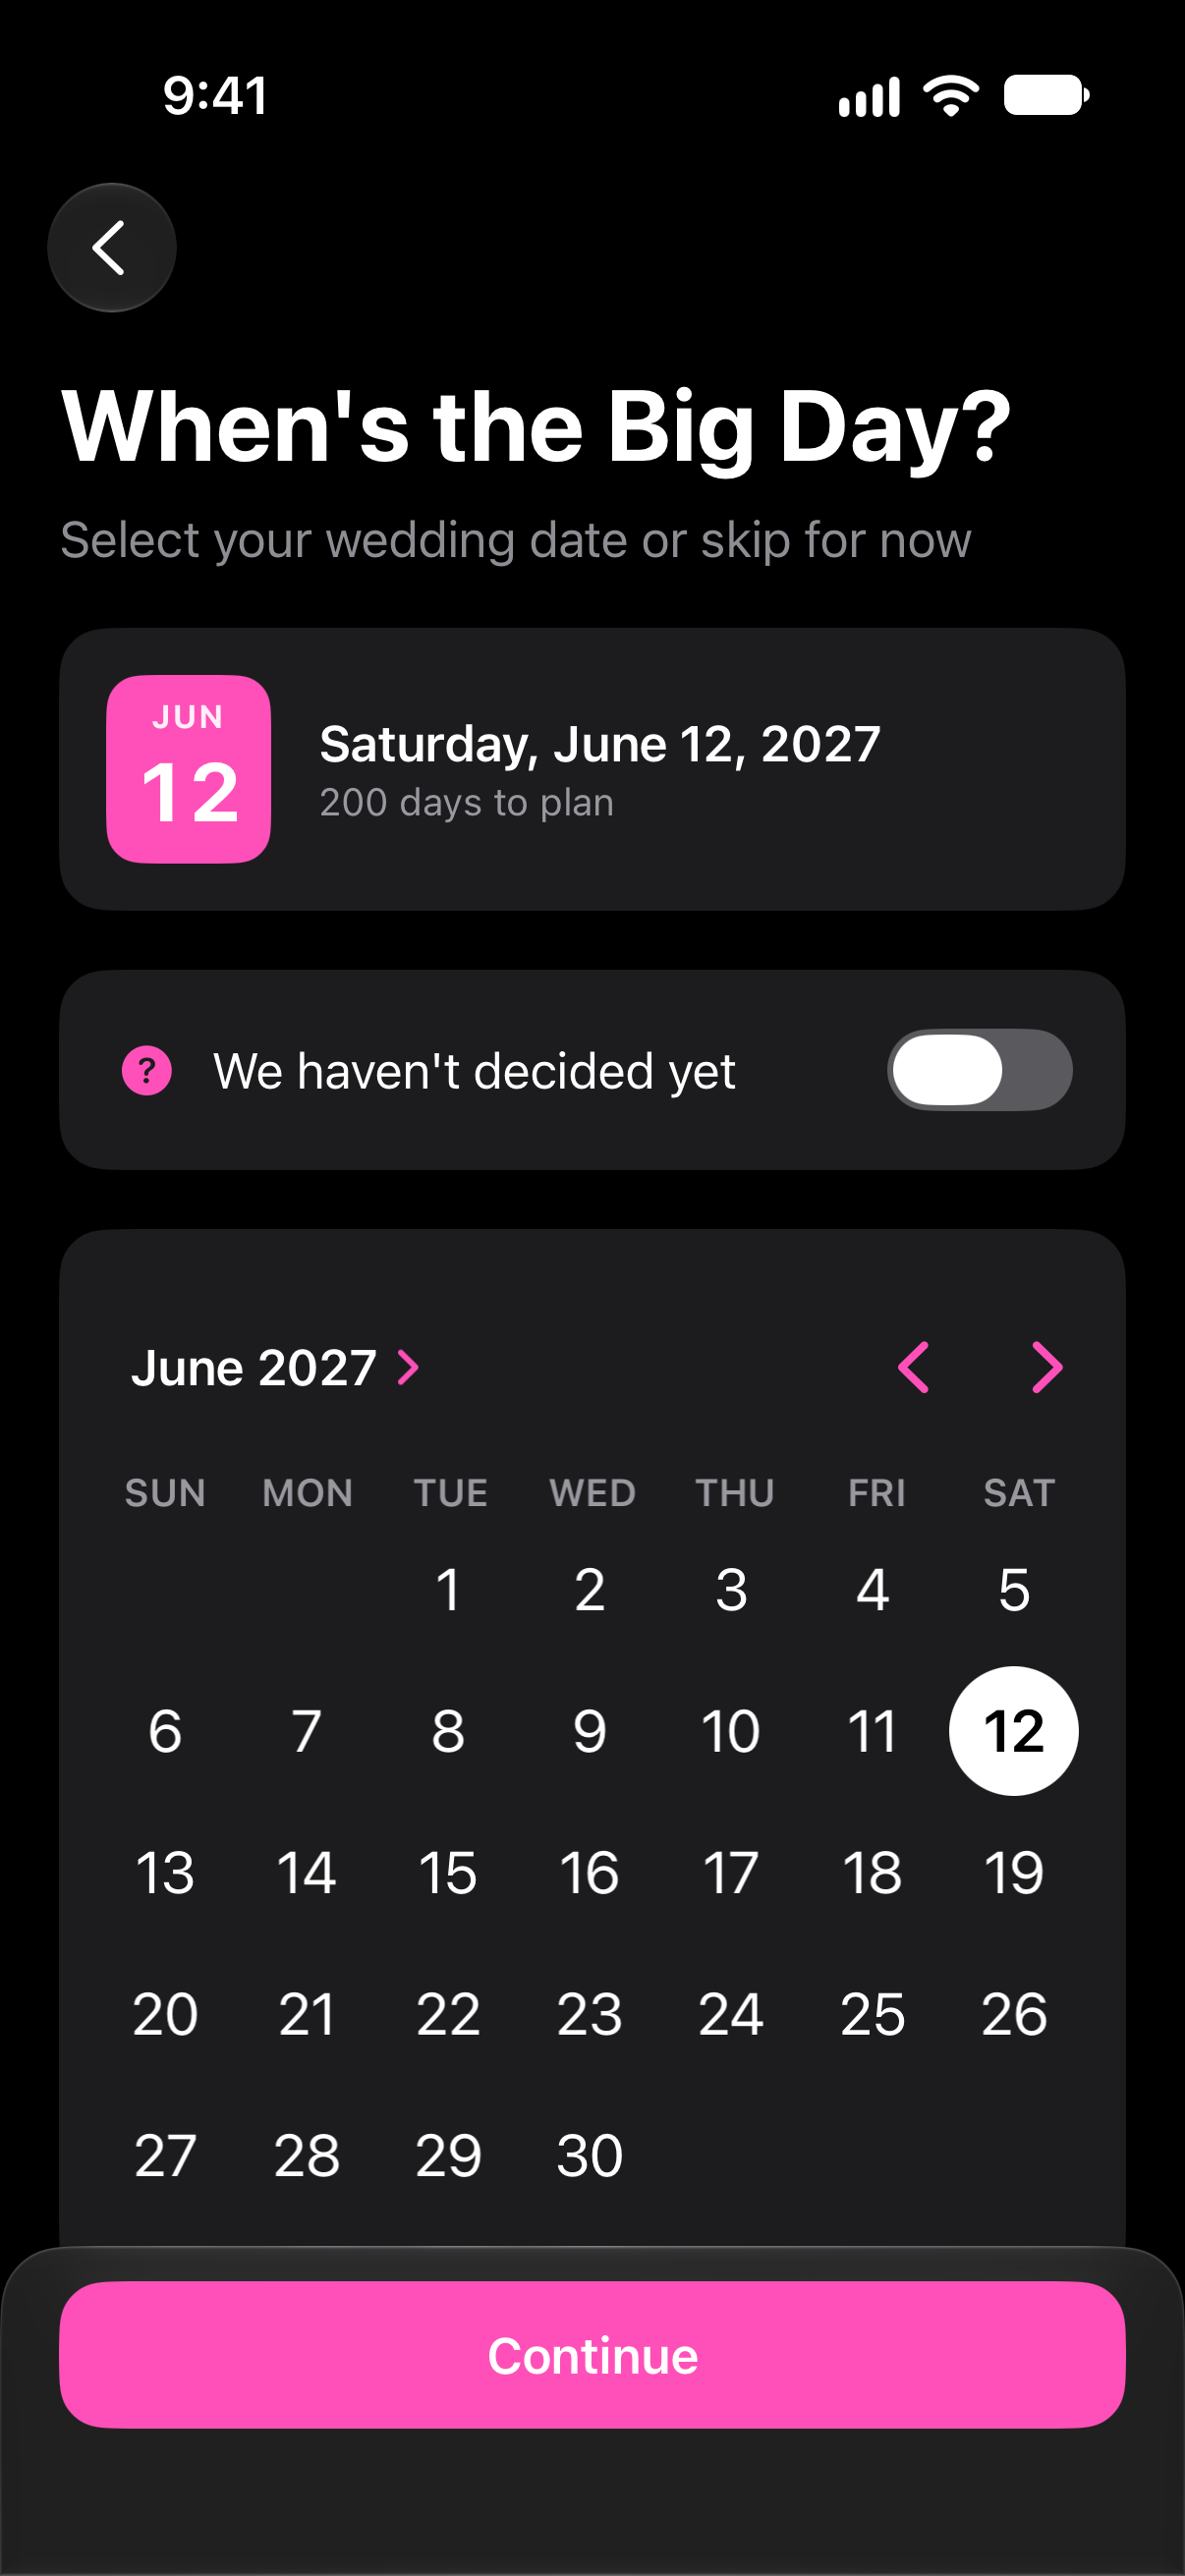 9:41
When's the Big Day?
Select your wedding date or skip for now
JUN
12
Saturday, June 12, 2027
200 days to plan
? We haven't decided yet
June 2027
SUN MON TUE WED THU FRI SAT
1 2 3 4 5
6 7 8 9 10 11 12
13 14 15 16 17 18 19
20 21 22 23 24 25 26
27 28 29 30
Continue